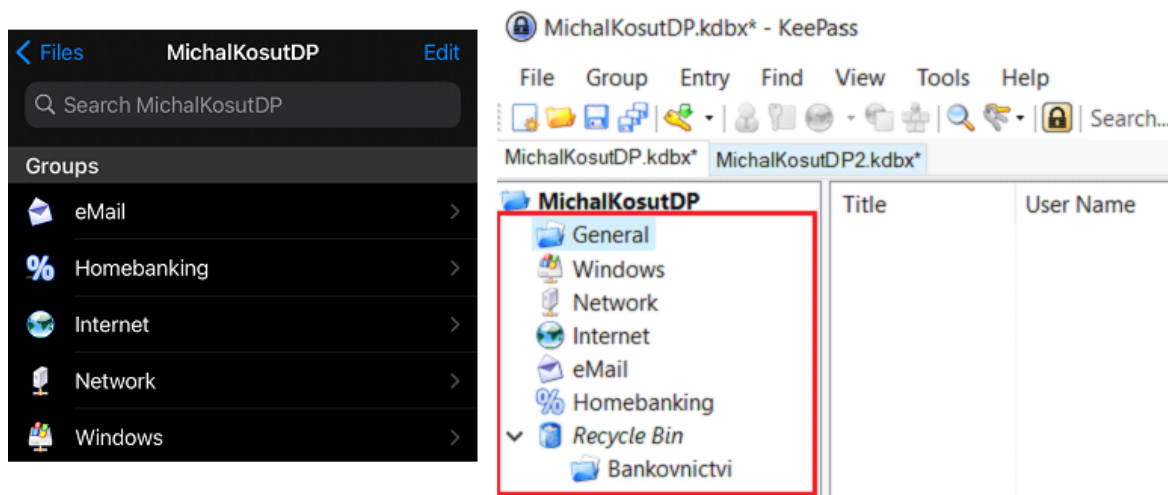 Files MichalKosutDP Edit
Search MichalKosutDP
Groups
eMail
Homebanking
Internet
Network
Windows
MichalKosutDP.kdbx* - KeePass
File Group Entry Find View Tools Help
Search...
MichalKosutDP.kdbx* MichalKosutDP2.kdbx*
MichalKosutDP Title User Name
General
Windows
Network
Internet
eMail
Homebanking
Recycle Bin
Bankovnictvi